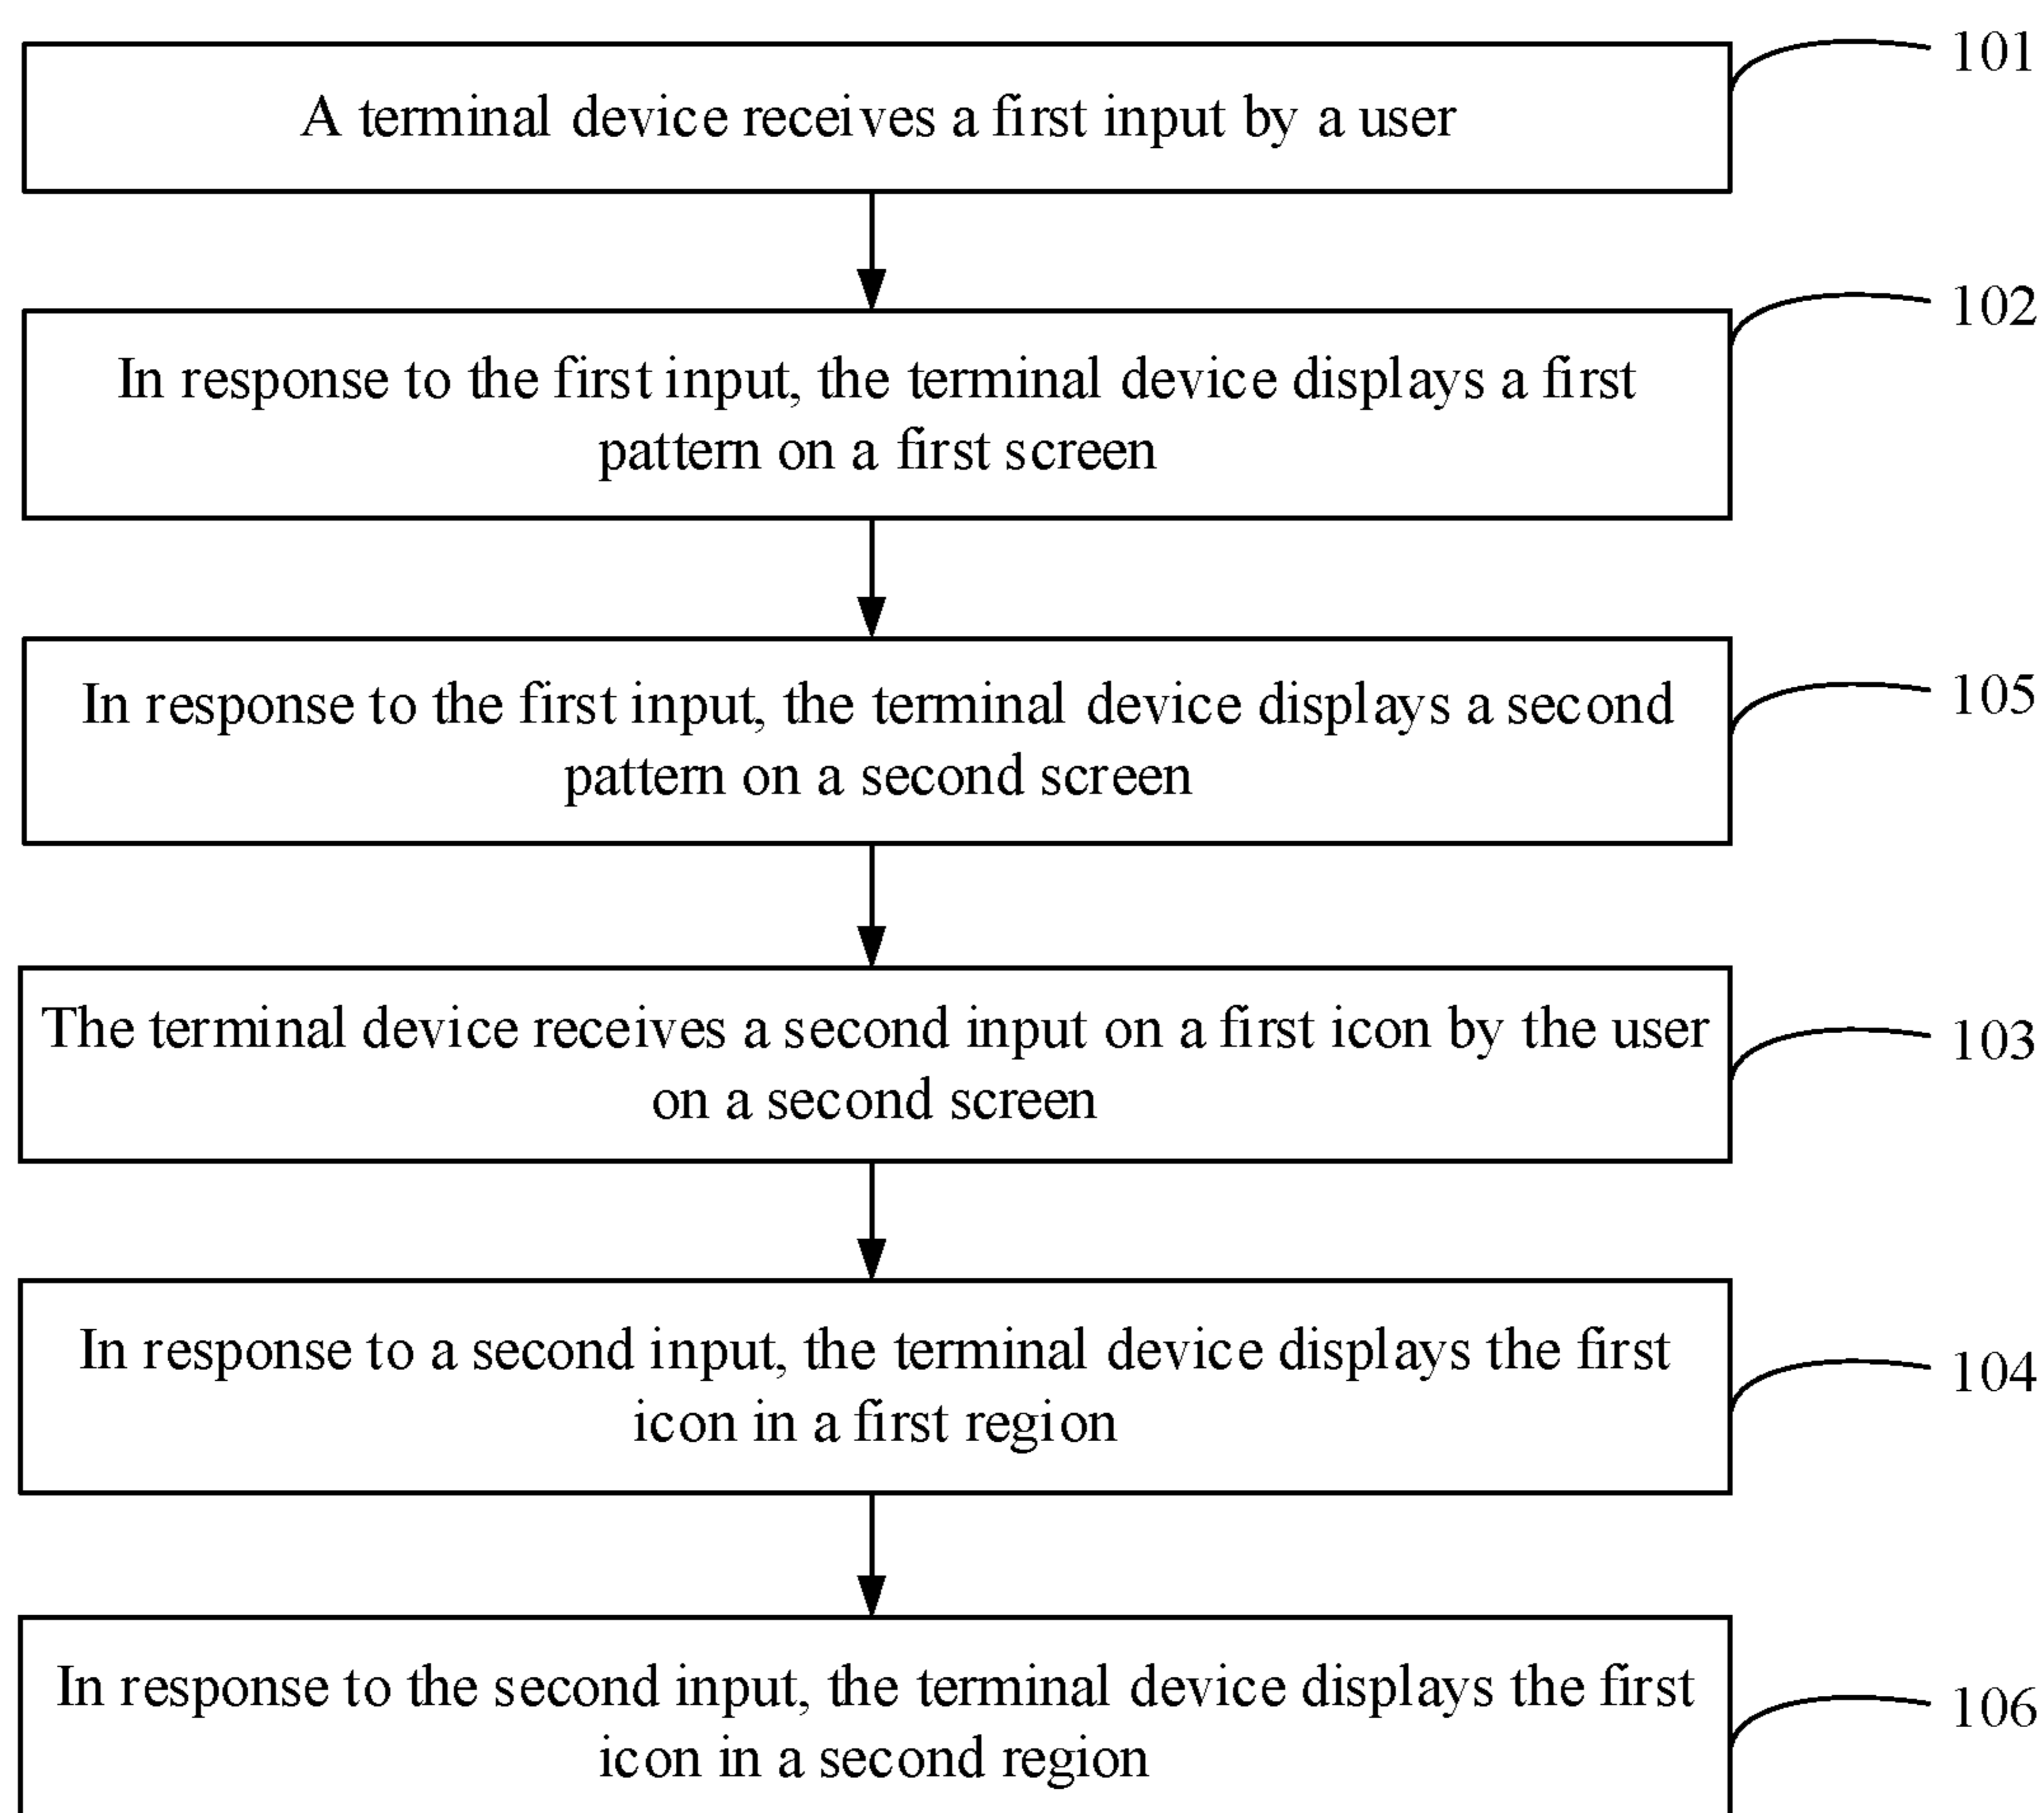 101
A terminal device receives a first input by a user
102
In response to the first input, the terminal device displays a first
pattern on a first screen
105
In response to the first input, the terminal device displays a second
pattern on a second screen
The terminal device receives a second input on a first icon by the user
on a second screen
103
In response to a second input, the terminal device displays the first
icon in a first region
104
In response to the second input, the terminal device displays the first
icon in a second region
106